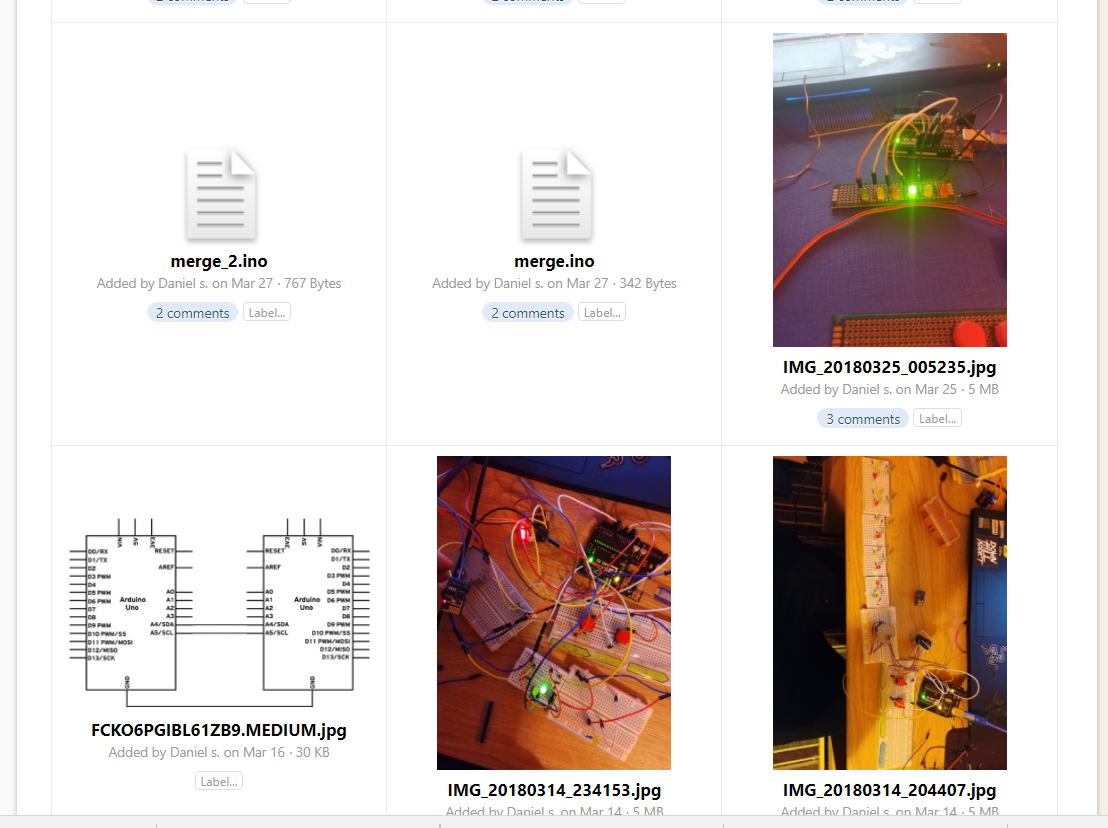 2 comments
2 comments
2 comments
merge_2.ino
Added by Daniel s. on Mar 27 · 767 Bytes
2 comments Label...
merge.ino
Added by Daniel s. on Mar 27 · 342 Bytes
2 comments Label...
IMG_20180325_005235.jpg
Added by Daniel s. on Mar 25 · 5 MB
3 comments Label...
VIN 5V 3V3
D0/RX RESET
D1/TX
D2 AREF
D3 PWM
D4
D5 PWM A0
D6 PWM A1
D7 A2
D8 A3
D9 PWM A4/SDA
D10 PWM/SS A5/SCL
D11 PWM/MOSI
D12/MISO
D13/SCK
Arduino
Uno
GND
3V3 5V VIN
RESET D0/RX
D1/TX
AREF D2
D3 PWM
D4
A0 D5 PWM
A1 D6 PWM
A2 D7
A3 D8
A4/SDA D9 PWM
A5/SCL D10 PWM/SS
D11 PWM/MOSI
D12/MISO
D13/SCK
Arduino
Uno
GND
FCKO6PGIBL61ZB9.MEDIUM.jpg
Added by Daniel s. on Mar 16 · 30 KB
Label...
IMG_20180314_234153.jpg
Added by Daniel s. on Mar 14 · 5 MB
IMG_20180314_204407.jpg
Added by Daniel s. on Mar 14 · 5 MB